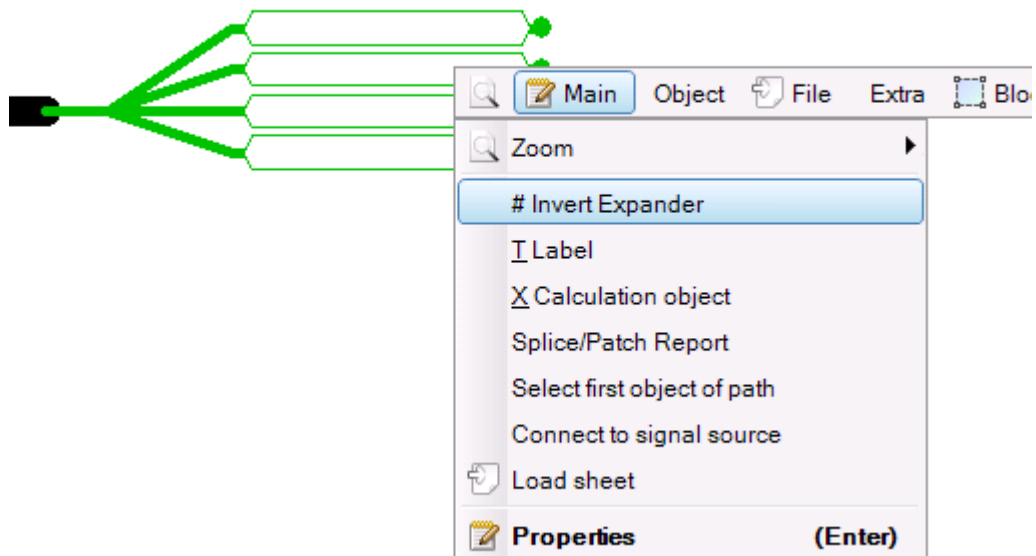 Main Object File Extra Blo
Zoom
# Invert Expander
T Label
X Calculation object
Splice/Patch Report
Select first object of path
Connect to signal source
Load sheet
Properties (Enter)